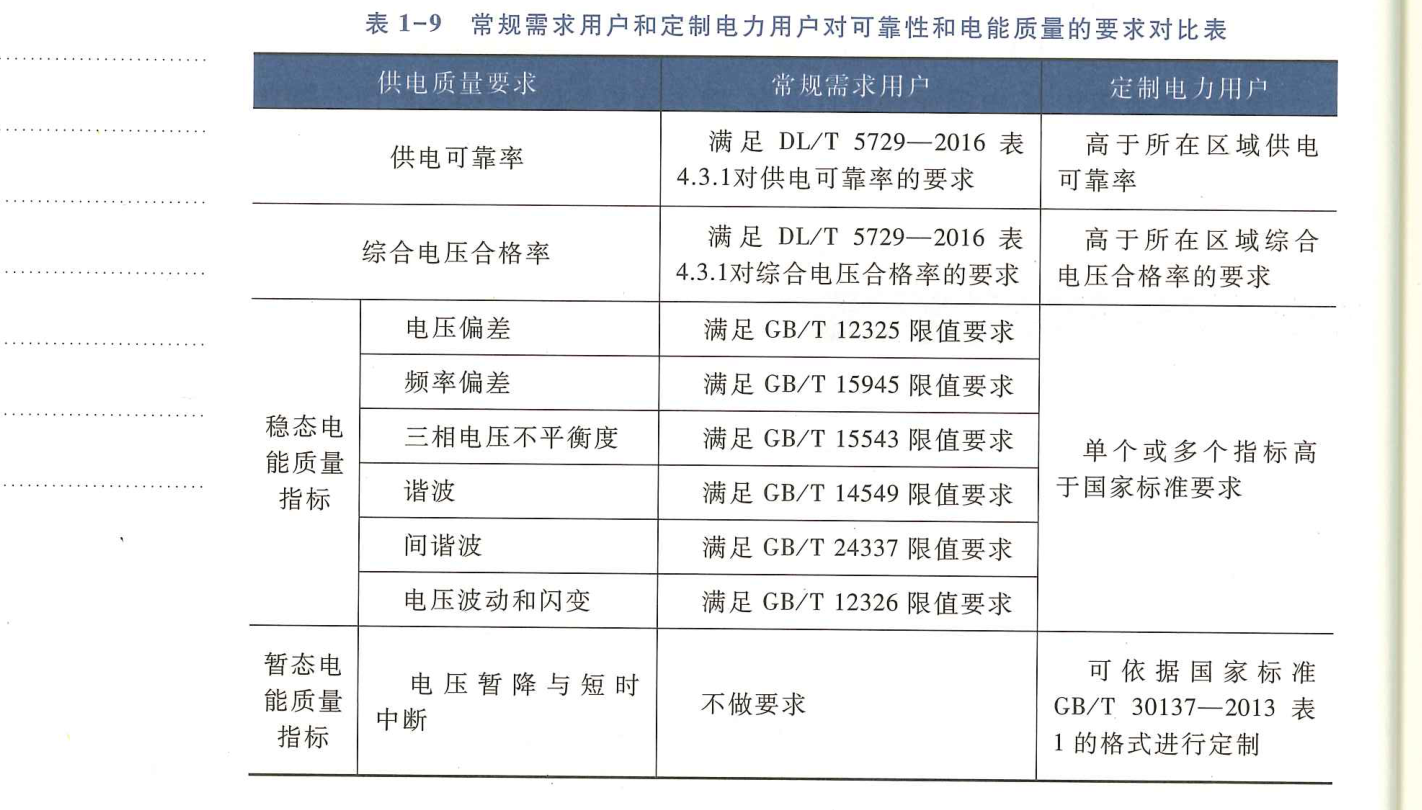 表 1-9 常规需求用户和定制电力用户对可靠性和电能质量的要求对比表
供电质量要求 常规需求用户 定制电力用户
供电可靠率
满足 DL/T 5729—2016 表
4.3.1对供电可靠率的要求
高于所在区域供电
可靠率
综合电压合格率
满足 DL/T 5729—2016 表
4.3.1对综合电压合格率的要求
高于所在区域综合
电压合格率的要求
稳态电
能质量
指标
电压偏差 满足 GB/T 12325 限值要求
频率偏差 满足 GB/T 15945 限值要求
三相电压不平衡度 满足 GB/T 15543 限值要求
谐波 满足 GB/T 14549 限值要求
间谐波 满足 GB/T 24337 限值要求
电压波动和闪变 满足 GB/T 12326 限值要求
单个或多个指标高
于国家标准要求
暂态电
能质量
指标
电压暂降与短时
中断
不做要求
可依据国家标准
GB/T 30137—2013 表
1 的格式进行定制